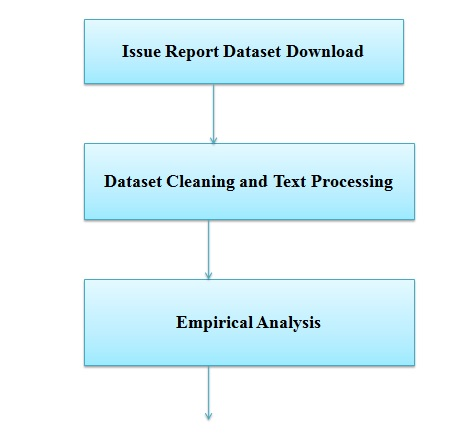 Issue Report Dataset Download
Dataset Cleaning and Text Processing
Empirical Analysis